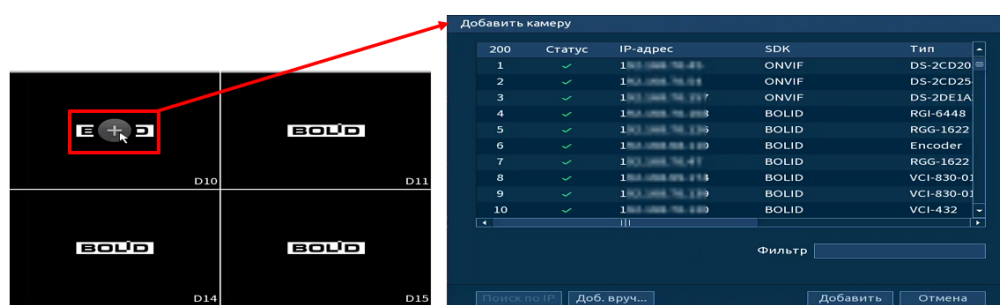 Добавить камеру
200 Статус IP-адрес SDK Тип
1 ONVIF DS-2CD20
2 ONVIF DS-2CD25
3 ONVIF DS-2DE1A
4 BOLID RGI-6448
5 BOLID RGG-1622
6 BOLID Encoder
7 BOLID RGG-1622
8 BOLID VCI-830-01
9 BOLID VCI-830-01
10 BOLID VCI-432
Фильтр
Поиск по IP Доб. вруч... Добавить Отмена
BOLID
D10 D11
BOLID BOLID
D14 D15